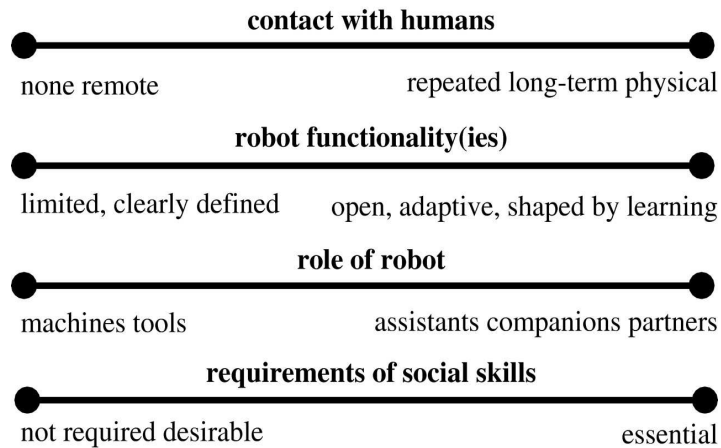 contact with humans
none remote repeated long-term physical
robot functionality(ies)
limited, clearly defined open, adaptive, shaped by learning
role of robot
machines tools assistants companions partners
requirements of social skills
not required desirable essential